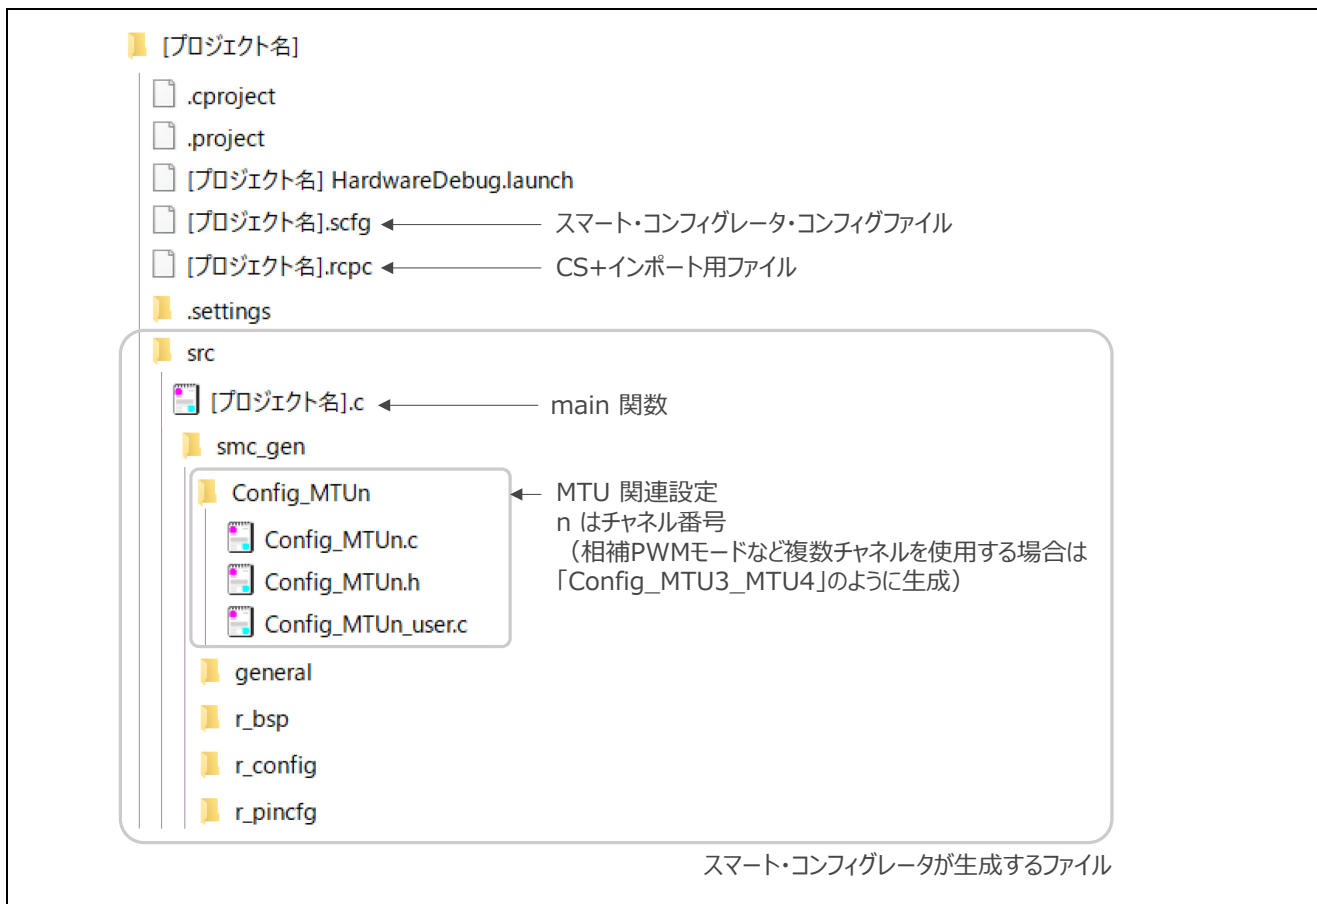 [プロジェクト名]
.cproject
.project
[プロジェクト名] HardwareDebug.launch
[プロジェクト名].scfg スマート・コンフィグレータ・コンフィグファイル
[プロジェクト名].rcpc CS+インポート用ファイル
.settings
src
[プロジェクト名].c main 関数
smc_gen
Config_MTUn MTU 関連設定
n はチャネル番号
Config_MTUn.c (相補PWMモードなど複数チャネルを使用する場合は
Config_MTUn.h 「Config_MTU3_MTU4」のように生成)
Config_MTUn_user.c
general
r_bsp
r_config
r_pincfg
スマート・コンフィグレータが生成するファイル